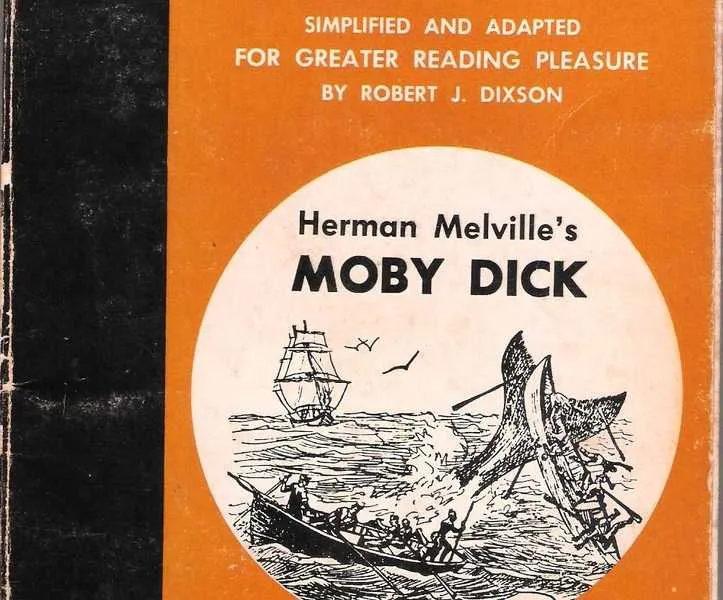 SIMPLIFIED AND ADAPTED
FOR GREATER READING PLEASURE
BY ROBERT J. DIXSON
Herman Melville's
MOBY DICK